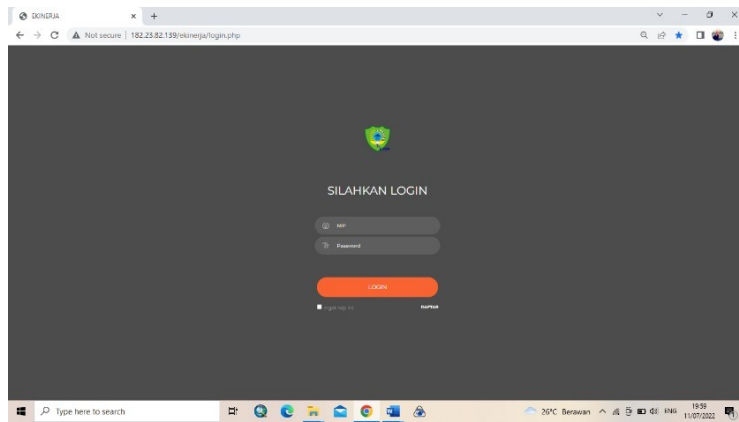 EKINERJA
Not secure | 182.23.82.139/ekinerja/login.php
SILAHKAN LOGIN
NIP
Password
LOGIN
DAFTAR
Type here to search
26°C Berawan
ENG
19:59
11/07/2022